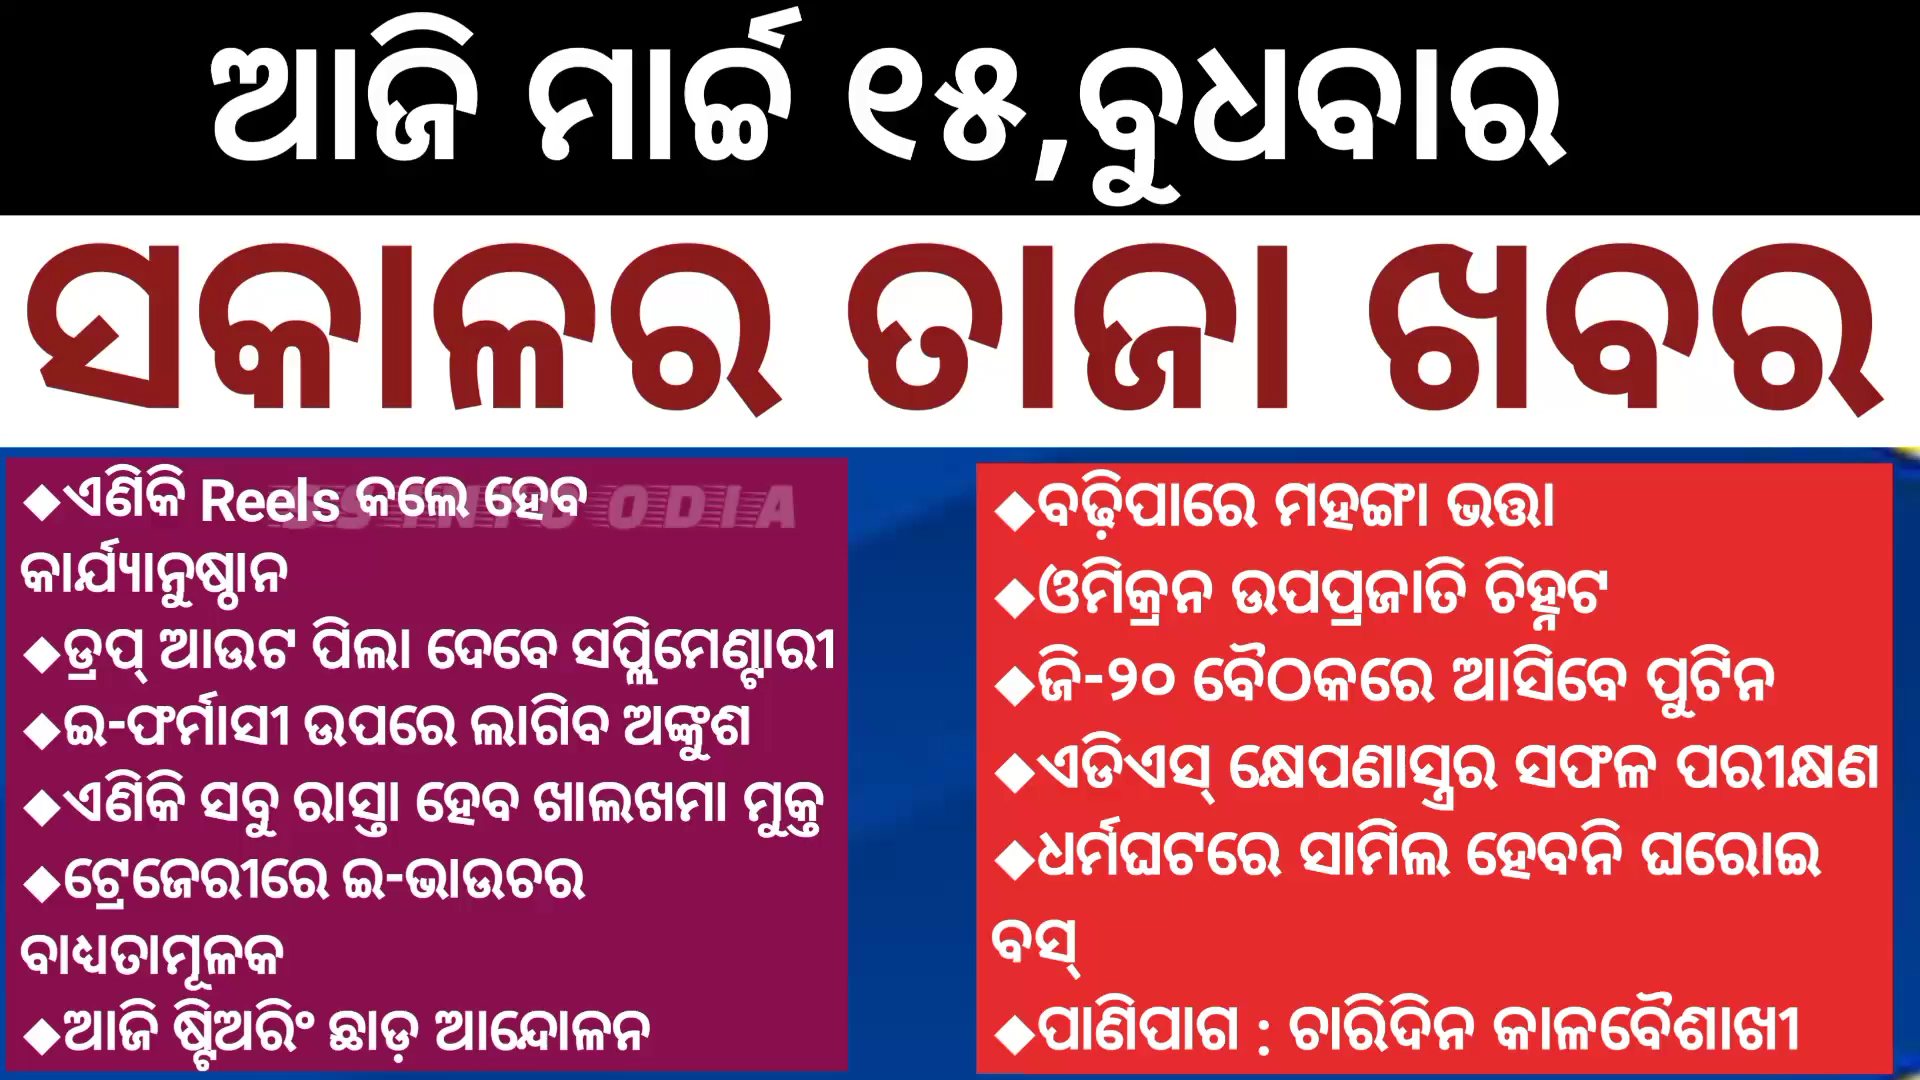 ଆଜି ମାର୍ଚ୍ଚ ୧୫,ବୁଧବାର
ସକାଳର ତାଜା ଖବର
◆ଏଣିକି Reels କଲେ ହେବ
କାର୍ଯ୍ୟାନୁଷ୍ଠାନ
◆ଡ୍ରପ୍ ଆଉଟ ପିଲା ଦେବେ ସପ୍ଲିମେଣ୍ଟାରୀ
◆ଇ-ଫର୍ମାସୀ ଉପରେ ଲାଗିବ ଅଙ୍କୁଶ
◆ଏଣିକି ସବୁ ରାସ୍ତା ହେବ ଖାଲଖମା ମୁକ୍ତ
◆ଟ୍ରେଜେରୀରେ ଇ-ଭାଉଚର
ବାଧ୍ୟତାମୂଳକ
◆ଆଜି ଷ୍ଟିଅରିଂ ଛାଡ଼ ଆନ୍ଦୋଳନ
◆ବଢ଼ିପାରେ ମହଙ୍ଗା ଭତ୍ତା
◆ଓମିକ୍ରନ ଉପପ୍ରଜାତି ଚିହ୍ନଟ
◆ଜି-୨୦ ବୈଠକରେ ଆସିବେ ପୁଟିନ
◆ଏଡିଏସ୍ କ୍ଷେପଣାସ୍ତ୍ରର ସଫଳ ପରୀକ୍ଷଣ
◆ଧର୍ମଘଟରେ ସାମିଲ ହେବନି ଘରୋଇ
ବସ୍
◆ପାଣିପାଗ : ଚାରିଦିନ କାଳବୈଶାଖୀ
ODIA